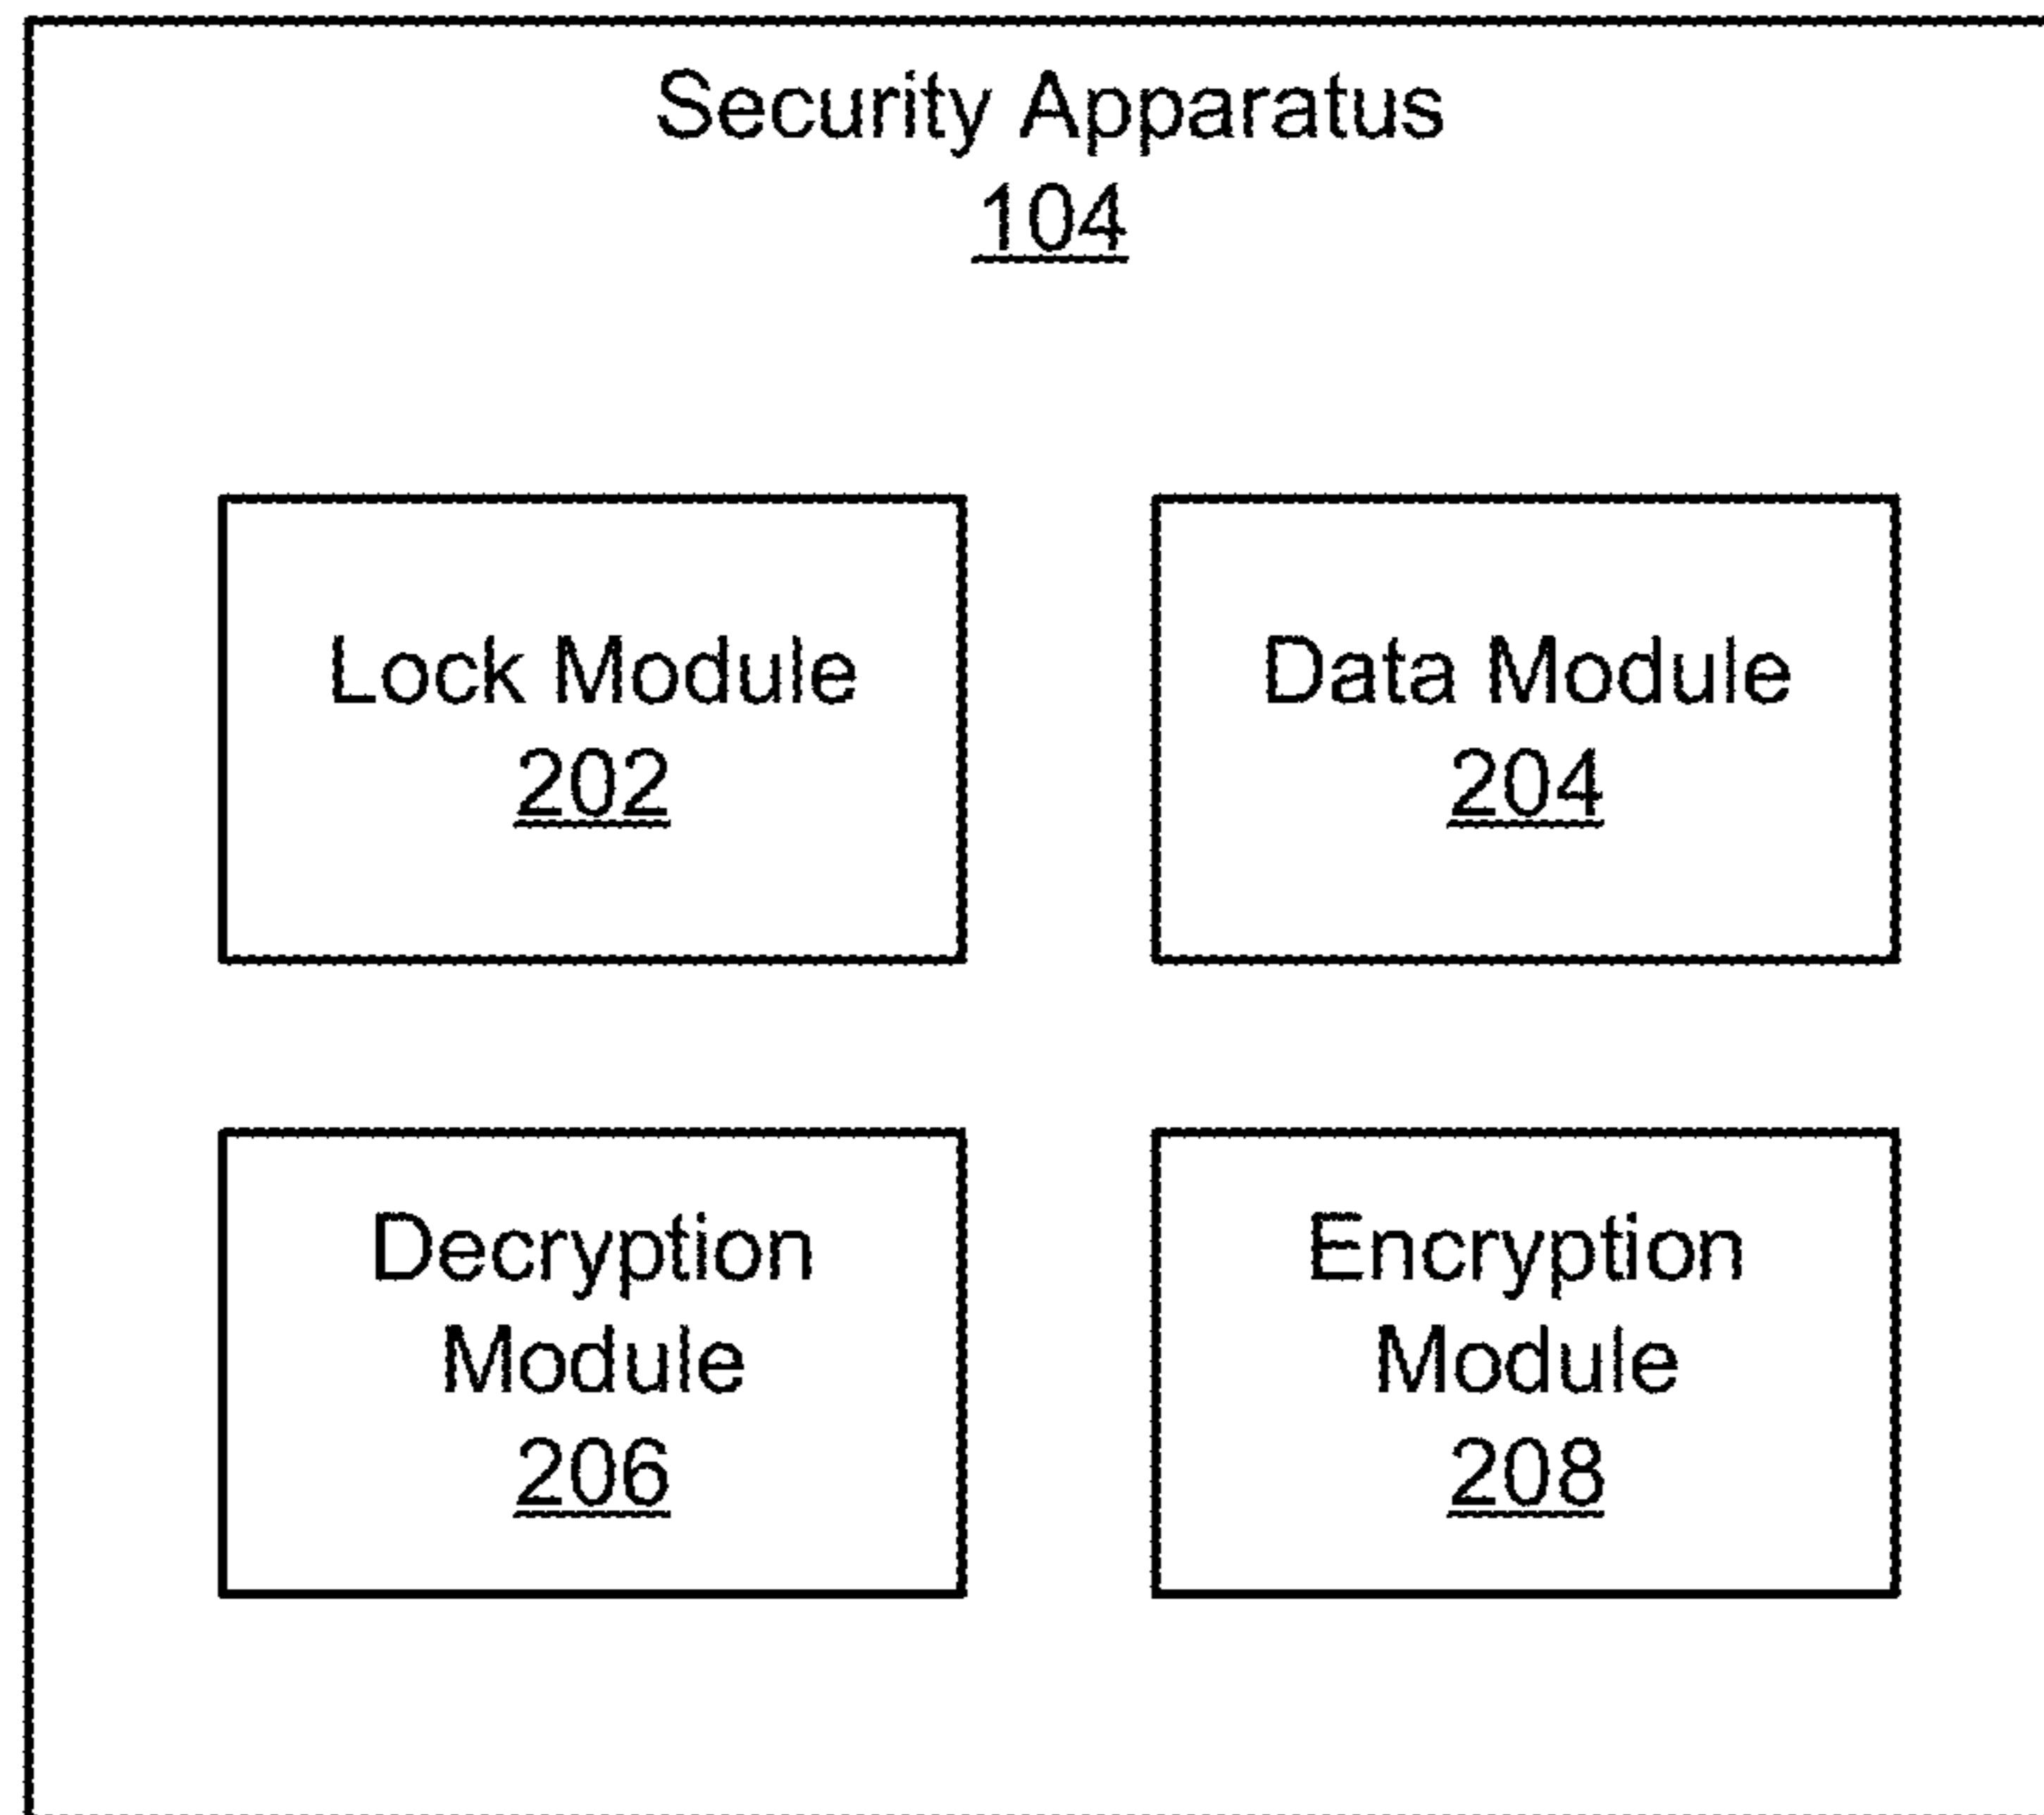 Security Apparatus
104
Lock Module
202
Data Module
204
Decryption
Module
206
Encryption
Module
208